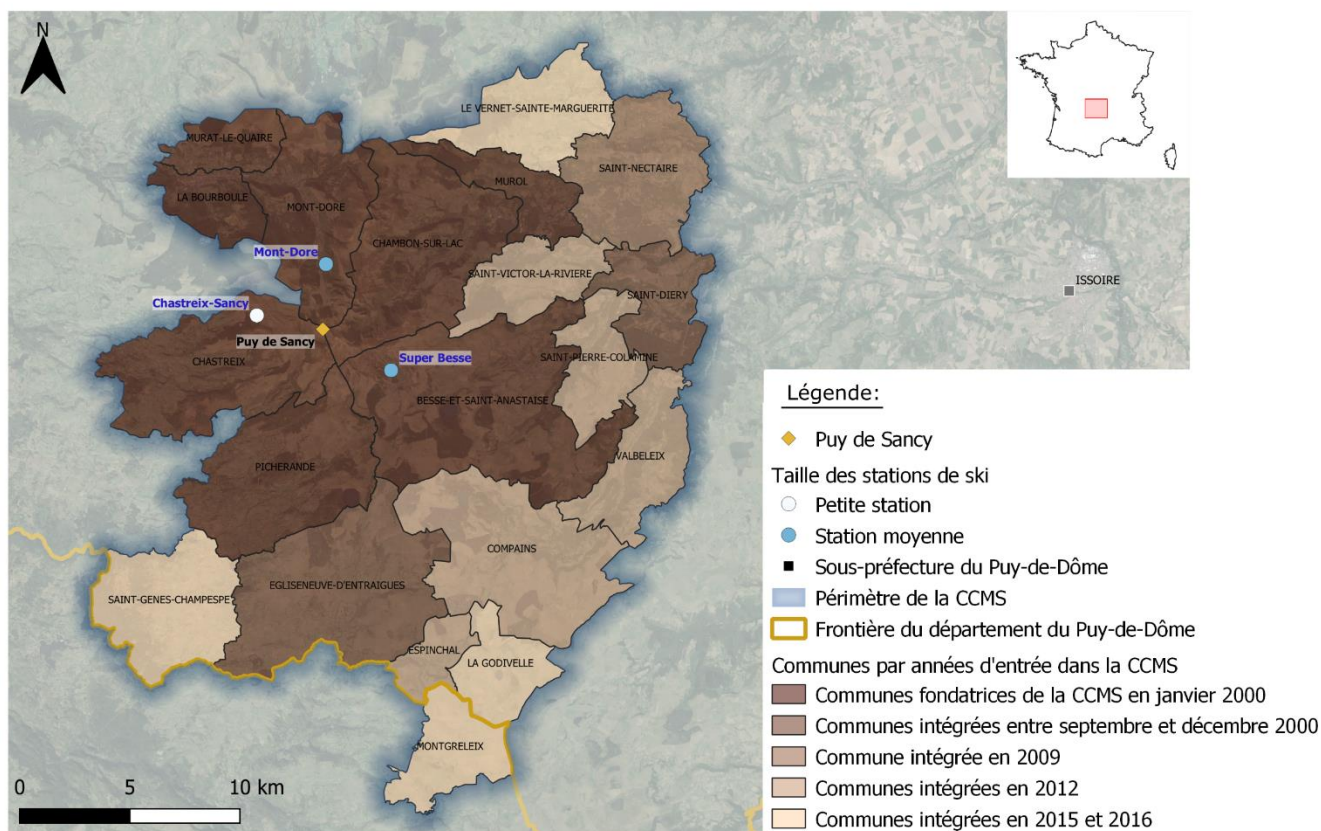 N
LE VERNET-SAINTE-MARGUERITE
MURAT-LE-QUAIRE
SAINT-NECTAIRE
MUROL
LA BOURBOULE
MONT-DORE
CHAMBON-SUR-LAC
Mont-Dore
SAINT-VICTOR-LA-RIVIERE
ISSOIRE
SAINT-DIERY
Chastreix-Sancy
Puy de Sancy
CHASTREIX
Super Besse
SAINT-PIERRE-COLAMINE
BESSE-ET-SAINT-ANASTAISE
VALBELEIX
PICHERANDE
COMPAINS
EGLISENEUVE-D'ENTRAIGUES
SAINT-GENES-CHAMPESPE
ESPINCHAL
LA GODIVELLE
MONTGRELEIX
0 5 10 km
Légende:
Puy de Sancy
Taille des stations de ski
Petite station
Station moyenne
Sous-préfecture du Puy-de-Dôme
Périmètre de la CCMS
Frontière du département du Puy-de-Dôme
Communes par années d'entrée dans la CCMS
Communes fondatrices de la CCMS en janvier 2000
Communes intégrées entre septembre et décembre 2000
Commune intégrée en 2009
Communes intégrées en 2012
Communes intégrées en 2015 et 2016